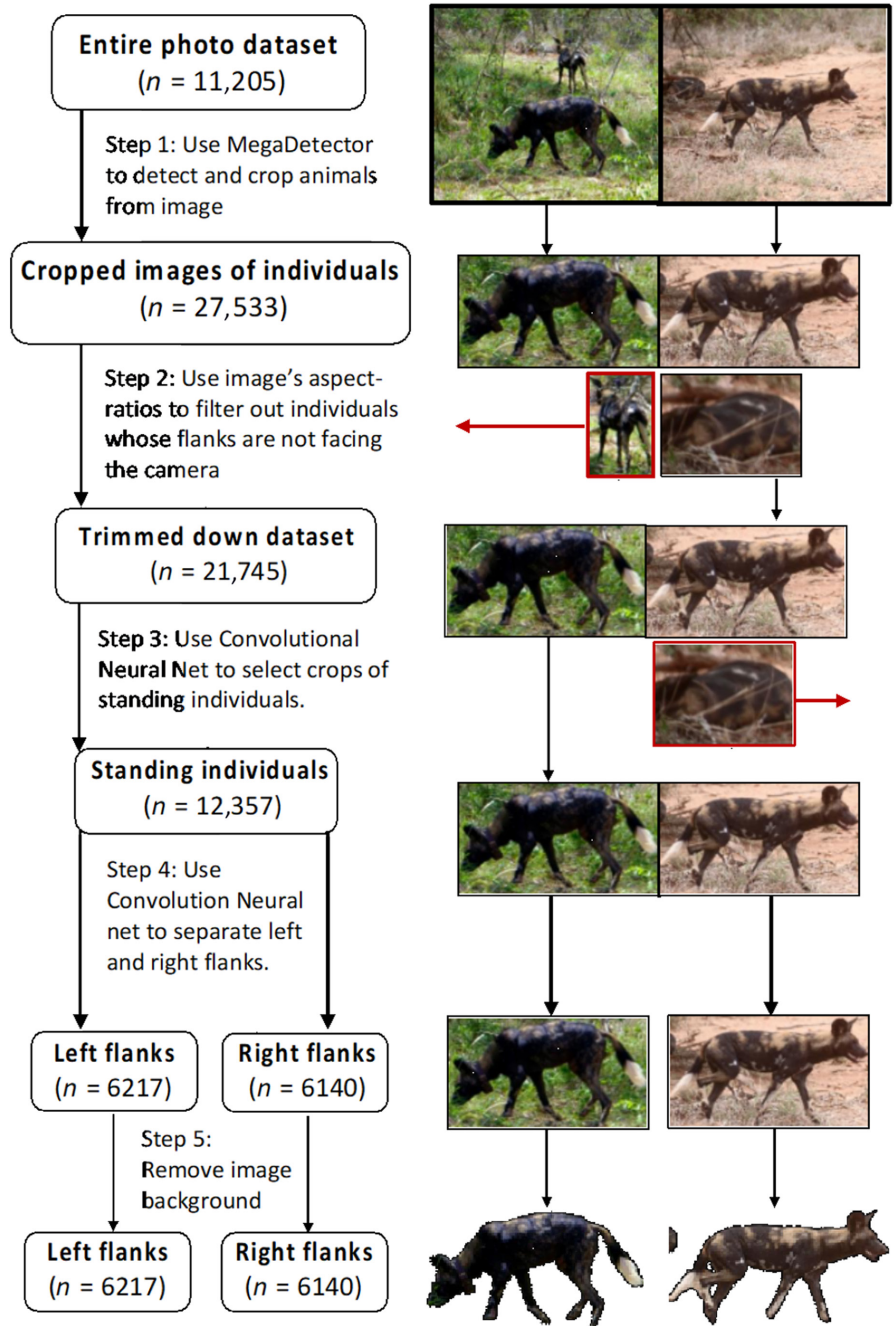 Entire photo dataset
(n = 11,205)
Step 1: Use MegaDetector
to detect and crop animals
from image
Cropped images of individuals
(n = 27,533)
Step 2: Use image's aspect-
ratios to filter out individuals
whose flanks are not facing
the camera
Trimmed down dataset
(n = 21,745)
Step 3: Use Convolutional
Neural Net to select crops of
standing individuals.
Standing individuals
(n = 12,357)
Step 4: Use
Convolution Neural
net to separate left
and right flanks.
Left flanks
(n = 6217)
Right flanks
(n = 6140)
Step 5:
Remove image
background
Left flanks
(n = 6217)
Right flanks
(n = 6140)